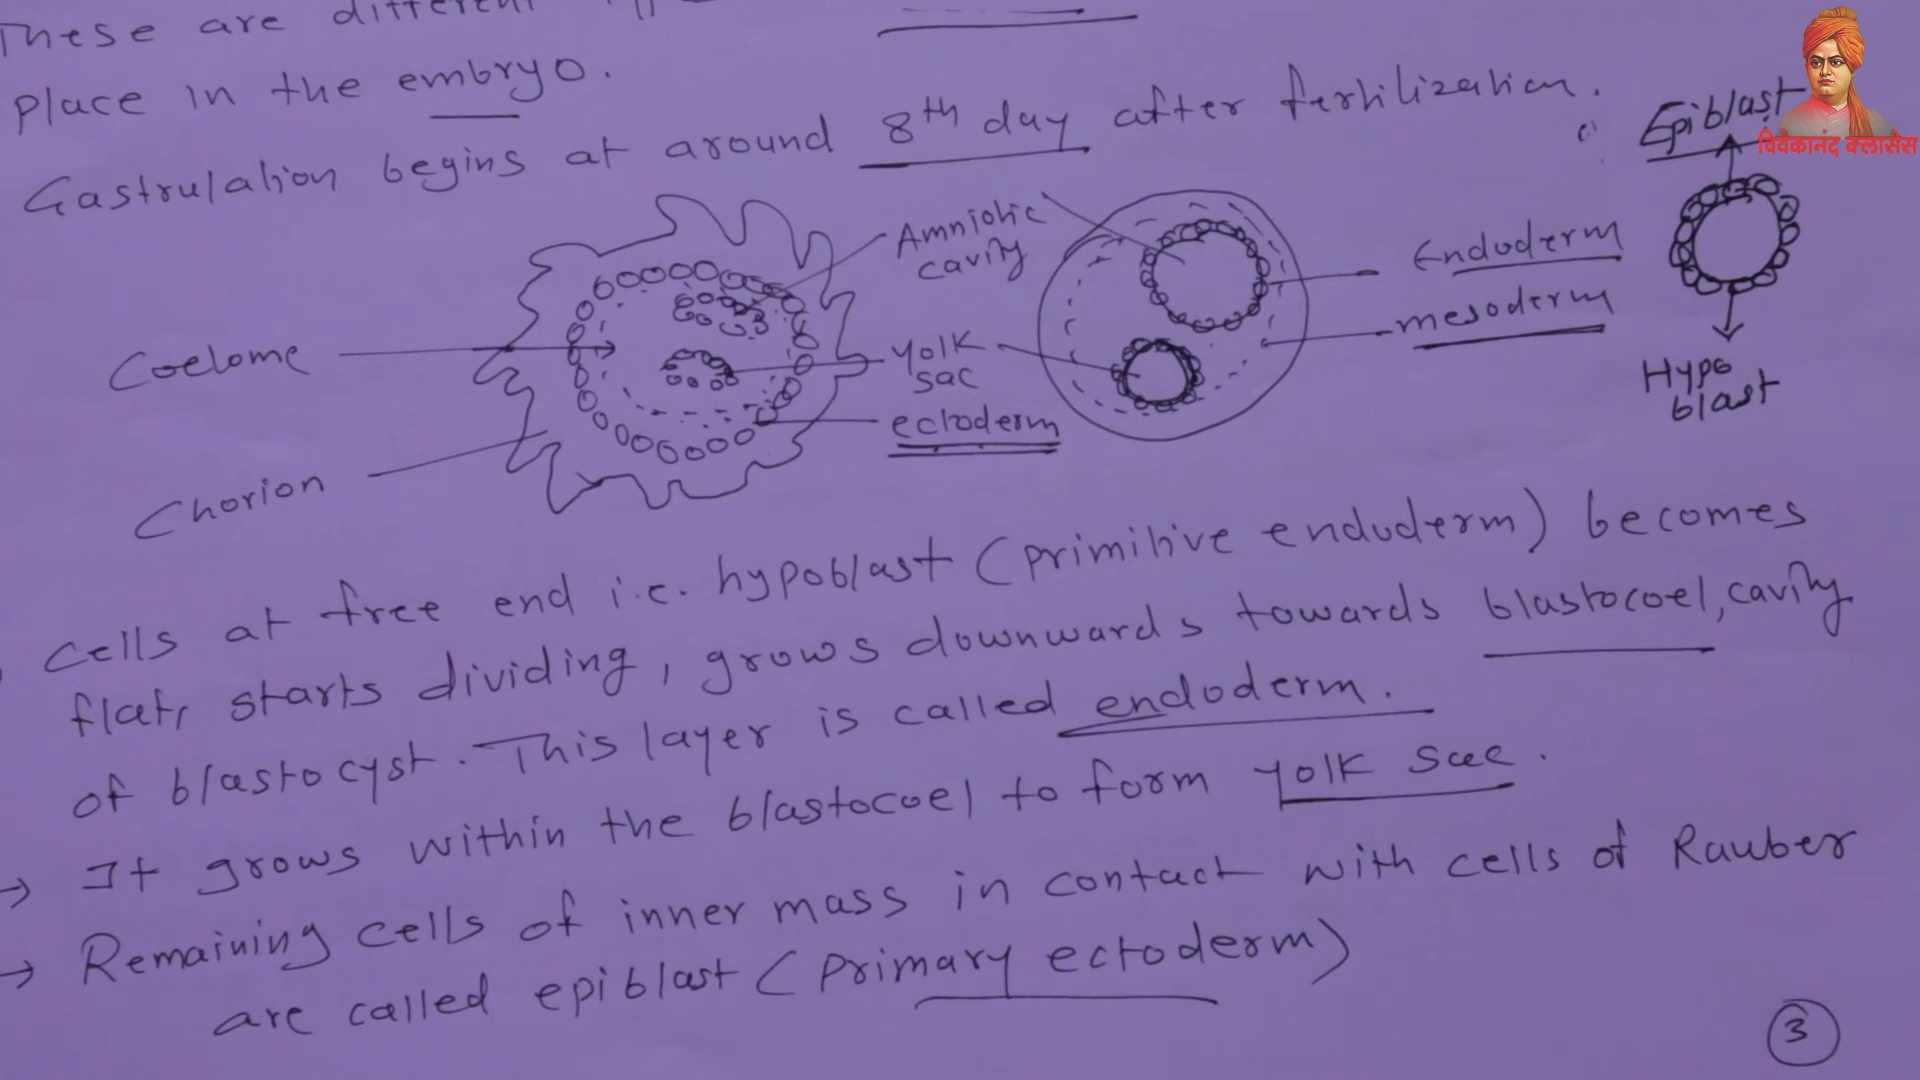 These are different
place in the embryo.
Gastrulation begins at around 8th day after fertilization.
Epiblast
विवेकानंद क्लासेस
Amniotic
cavity
Endoderm
mesoderm
Coelome
yolk
sac
Hypo
blast
ectoderm
Chorion
cells at free end i.e. hypoblast (primitive endoderm) becomes
flat, starts dividing, grows downwards towards blastocoel, cavity
of blastocyst. This layer is called endoderm.
→ It grows within the blastocoel to form yolk sac.
→ Remaining cells of inner mass in contact with cells of Rauber
are called epiblast (primary ectoderm)
3